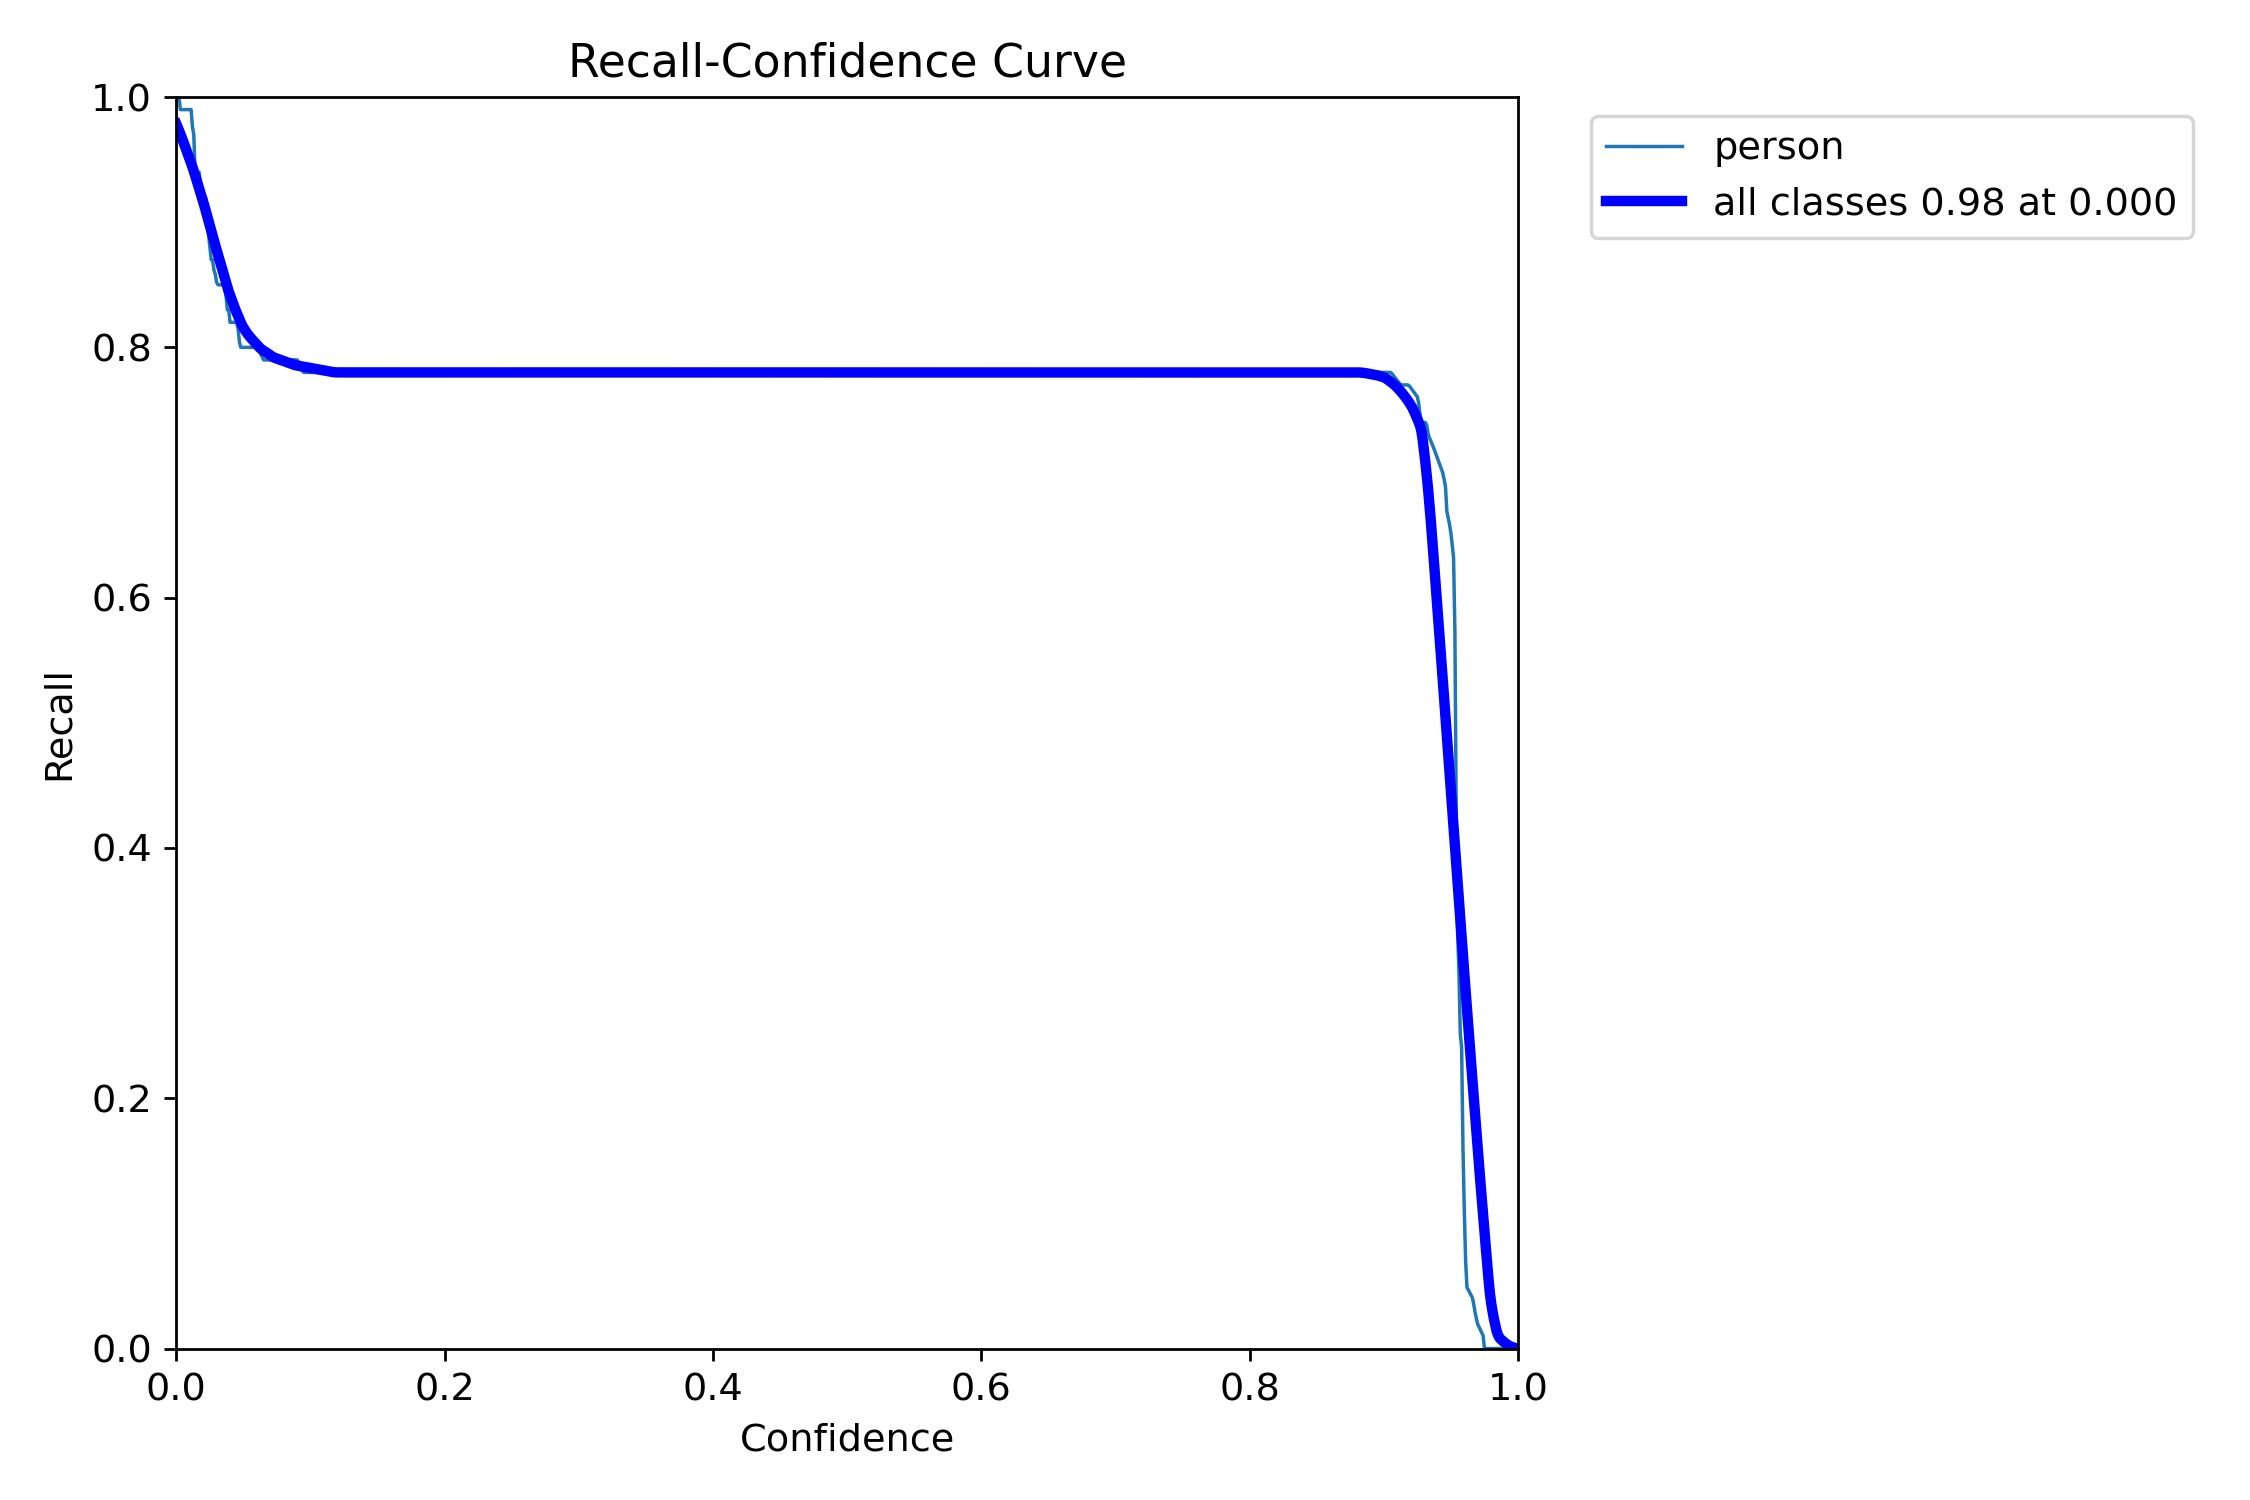 Recall-Confidence Curve
1.0
0.8
0.6
0.4
0.2
0.0
Recall
0.0 0.2 0.4 0.6 0.8 1.0
Confidence
person
all classes 0.98 at 0.000